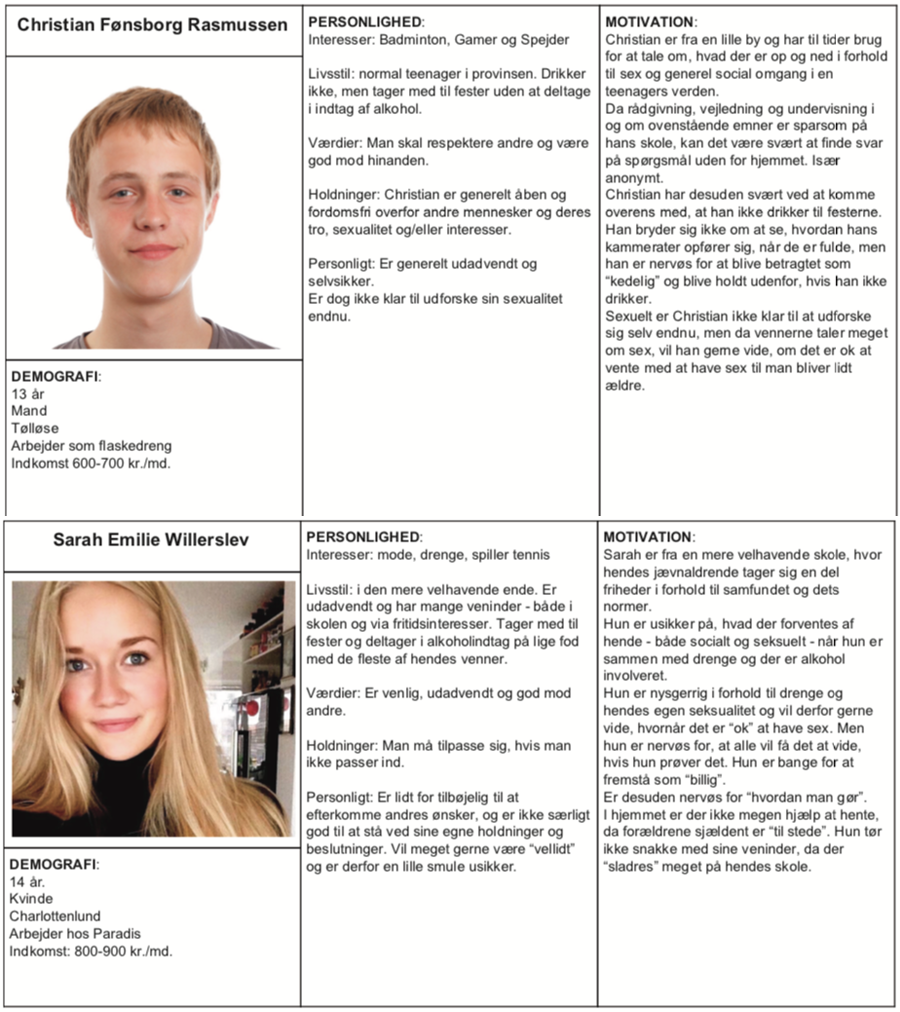 Christian Fønsborg Rasmussen
DEMOGRAFI:
13 år
Mand
Tølløse
Arbejder som flaskedreng
Indkomst 600-700 kr./md.
PERSONLIGHED:
Interesser: Badminton, Gamer og Spejder
Livsstil: normal teenager i provinsen. Drikker
ikke, men tager med til fester uden at deltage
i indtag af alkohol.
Værdier: Man skal respektere andre og være
god mod hinanden.
Holdninger: Christian er generelt åben og
fordomsfri overfor andre mennesker og deres
tro, sexualitet og/eller interesser.
Personligt: Er generelt udadvendt og
selvsikker.
Er dog ikke klar til udforske sin sexualitet
endnu.
MOTIVATION:
Christian er fra en lille by og har til tider brug
for at tale om, hvad der er op og ned i forhold
til sex og generel social omgang i en
teenagers verden.
Da rådgivning, vejledning og undervisning i
og om ovenstående emner er sparsom på
hans skole, kan det være svært at finde svar
på spørgsmål uden for hjemmet. Især
anonymt.
Christian har desuden svært ved at komme
overens med, at han ikke drikker til festerne.
Han bryder sig ikke om at se, hvordan hans
kammerater opfører sig, når de er fulde, men
han er nervøs for at blive betragtet som
“kedelig” og blive holdt udenfor, hvis han ikke
drikker.
Sexuelt er Christian ikke klar til at udforske
sig selv endnu, men da vennerne taler meget
om sex, vil han gerne vide, om det er ok at
vente med at have sex til man bliver lidt
ældre.
Sarah Emilie Willerslev
DEMOGRAFI:
14 år.
Kvinde
Charlottenlund
Arbejder hos Paradis
Indkomst: 800-900 kr./md.
PERSONLIGHED:
Interesser: mode, drenge, spiller tennis
Livsstil: i den mere velhavende ende. Er
udadvendt og har mange veninder - både i
skolen og via fritidsinteresser. Tager med til
fester og deltager i alkoholindtag på lige fod
med de fleste af hendes venner.
Værdier: Er venlig, udadvendt og god mod
andre.
Holdninger: Man må tilpasse sig, hvis man
ikke passer ind.
Personligt: Er lidt for tilbøjelig til at
efterkomme andres ønsker, og er ikke særligt
god til at stå ved sine egne holdninger og
beslutninger. Vil meget gerne være “vellidt”
og er derfor en lille smule usikker.
MOTIVATION:
Sarah er fra en mere velhavende skole, hvor
hendes jævnaldrende tager sig en del
friheder i forhold til samfundet og dets
normer.
Hun er usikker på, hvad der forventes af
hende - både socialt og seksuelt - når hun er
sammen med drenge og der er alkohol
involveret.
Hun er nysgerrig i forhold til drenge og
hendes egen seksualitet og vil derfor gerne
vide, hvornår det er “ok” at have sex. Men
hun er nervøs for, at alle vil få det at vide,
hvis hun prøver det. Hun er bange for at
fremstå som “billig”.
Er desuden nervøs for “hvordan man gør”.
I hjemmet er der ikke megen hjælp at hente,
da forældrene sjældent er “til stede”. Hun tør
ikke snakke med sine veninder, da der
“sladres” meget på hendes skole.